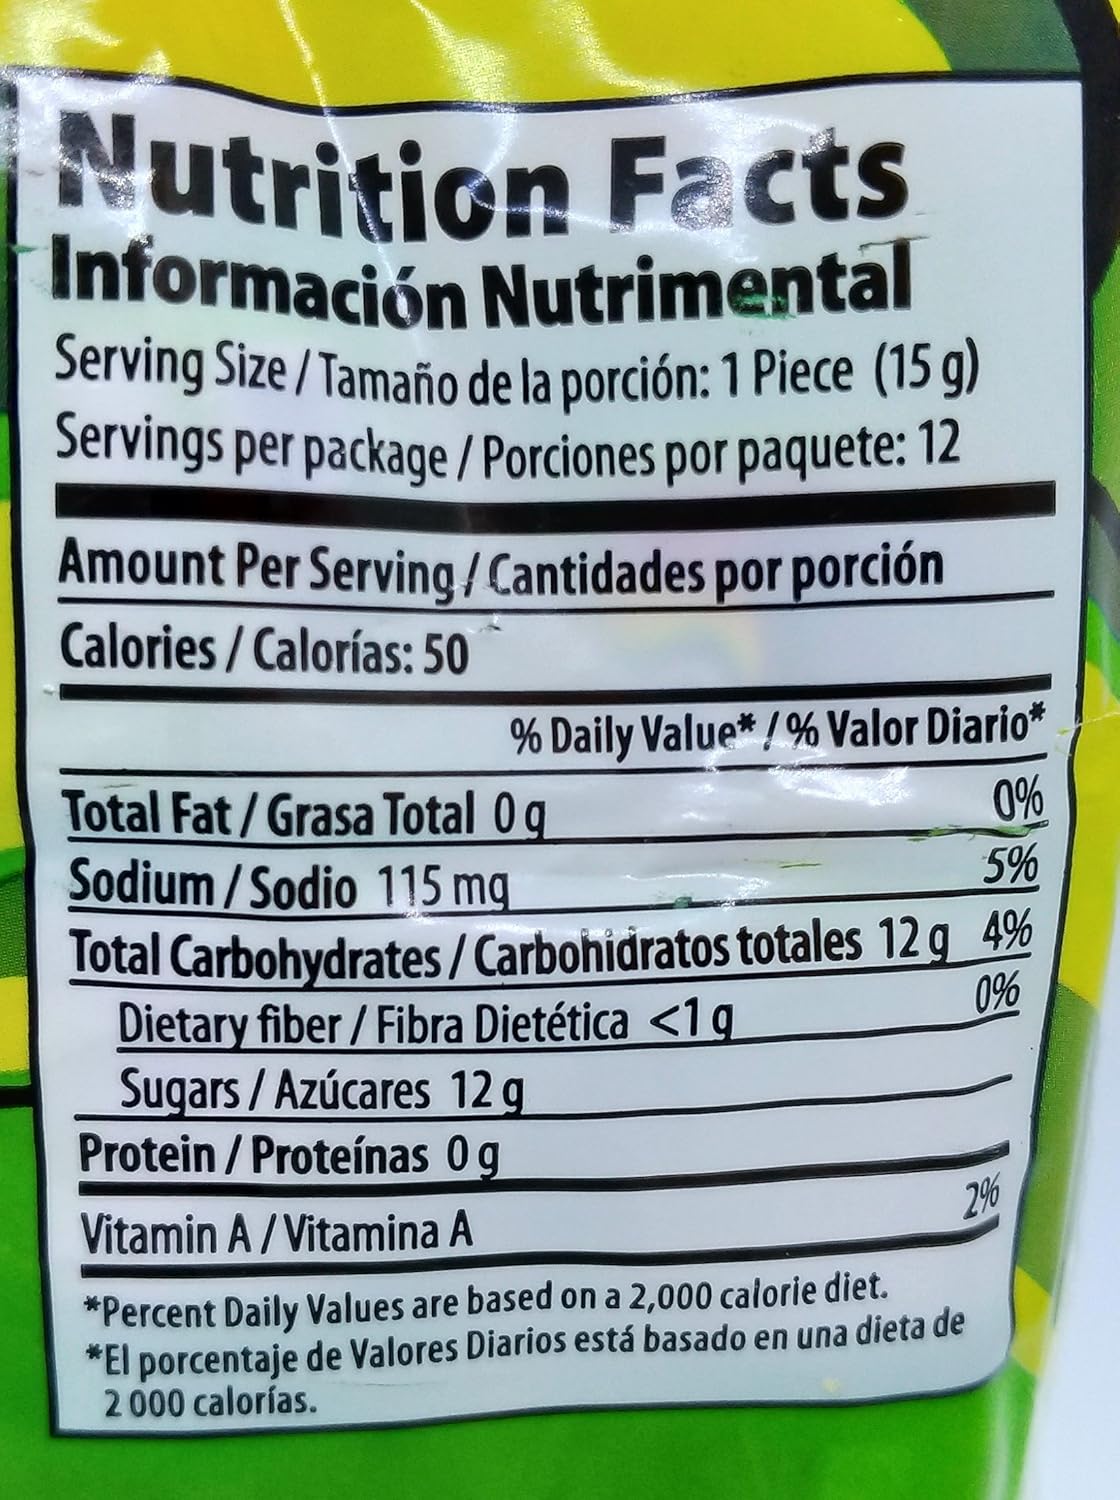 Nutrition Facts
Información Nutrimental
Serving Size / Tamaño de la porción: 1 Piece (15 g)
Servings per package / Porciones por paquete: 12
Amount Per Serving / Cantidades por porción
Calories / Calorías: 50
% Daily Value* / % Valor Diario*
Total Fat / Grasa Total 0 g 0%
Sodium / Sodio 115 mg 5%
Total Carbohydrates / Carbohidratos totales 12 g 4%
Dietary fiber / Fibra Dietética <1 g 0%
Sugars / Azúcares 12 g
Protein / Proteínas 0 g
Vitamin A / Vitamina A 2%
*Percent Daily Values are based on a 2,000 calorie diet.
*El porcentaje de Valores Diarios está basado en una dieta de
2 000 calorías.